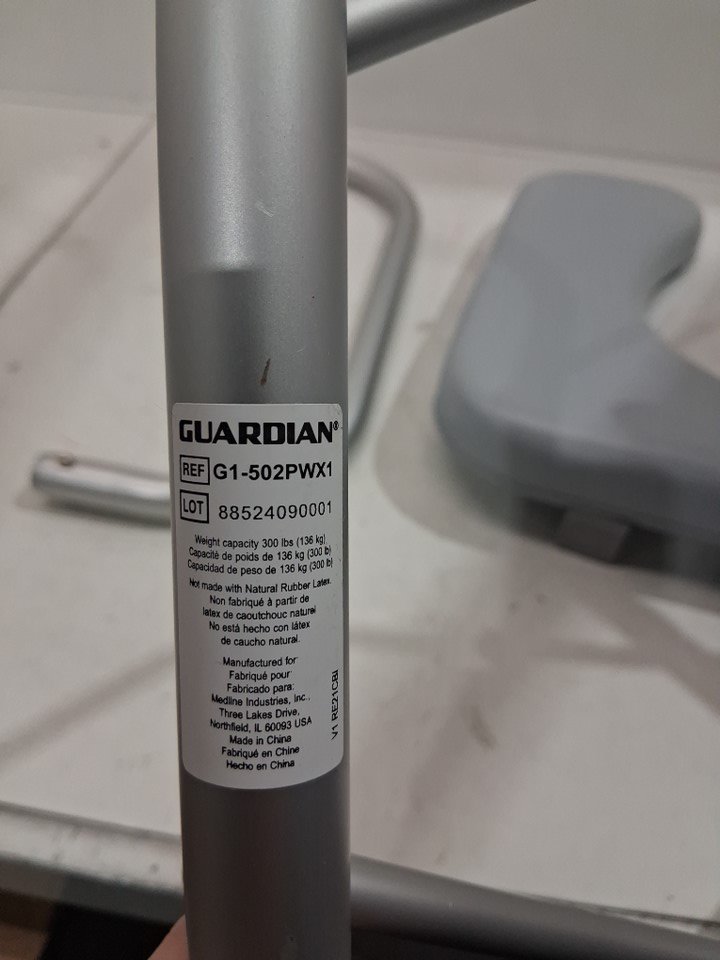 GUARDIAN®
REF G1-502PWX1
LOT 88524090001
Weight capacity 300 lbs (136 kg)
Capacité de poids de 136 kg (300 lb)
Capacidad de peso de 136 kg (300 lb)
Not made with Natural Rubber Latex.
Non fabriqué à partir de
latex de caoutchouc naturel
No está hecho con látex
de caucho natural.
Manufactured for
Fabriqué pour
Fabricado para:
Medline Industries, Inc.,
Three Lakes Drive,
Northfield, IL 60093 USA
Made in China
Fabriqué en Chine
Hecho en China
V1 RE21CBI